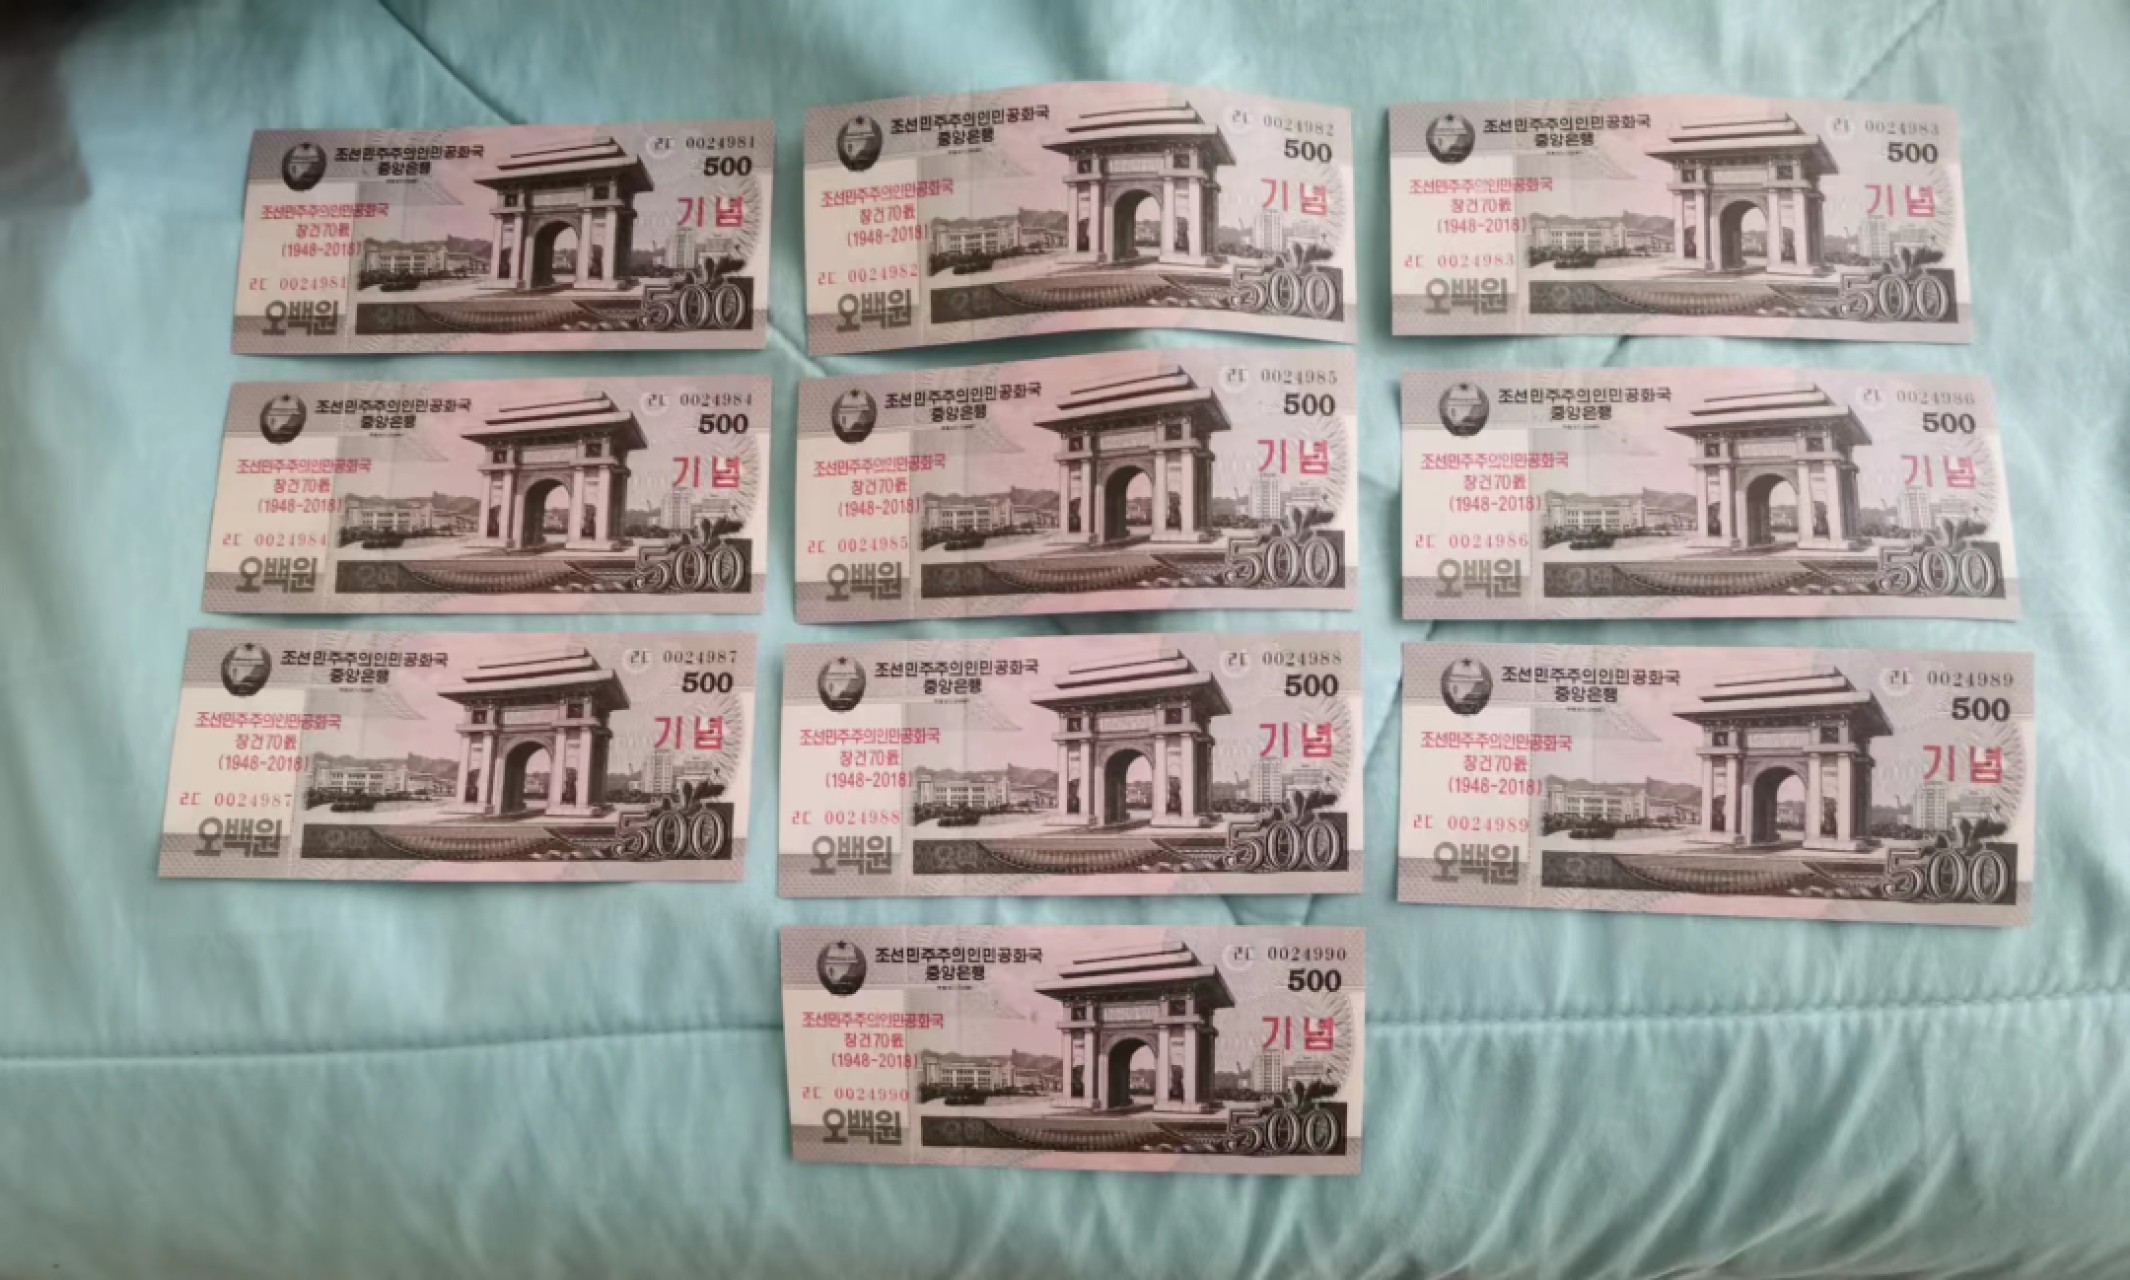 조선민주주의인민공화국
중앙은행
ㄹㄷ 0024981
500
조선민주주의인민공화국
창건70돐
(1948-2018)
기념
ㄹㄷ 0024981
오백원
500
조선민주주의인민공화국
중앙은행
ㄹㄷ 0024982
500
조선민주주의인민공화국
창건70돐
(1948-2018)
기념
ㄹㄷ 0024982
오백원
500
조선민주주의인민공화국
중앙은행
ㄹㄷ 0024983
500
조선민주주의인민공화국
창건70돐
(1948-2018)
기념
ㄹㄷ 0024983
오백원
500
조선민주주의인민공화국
중앙은행
ㄹㄷ 0024984
500
조선민주주의인민공화국
창건70돐
(1948-2018)
기념
ㄹㄷ 0024984
오백원
500
조선민주주의인민공화국
중앙은행
ㄹㄷ 0024985
500
조선민주주의인민공화국
창건70돐
(1948-2018)
기념
ㄹㄷ 0024985
오백원
500
조선민주주의인민공화국
중앙은행
ㄹㄷ 0024986
500
조선민주주의인민공화국
창건70돐
(1948-2018)
기념
ㄹㄷ 0024986
오백원
500
조선민주주의인민공화국
중앙은행
ㄹㄷ 0024987
500
조선민주주의인민공화국
창건70돐
(1948-2018)
기념
ㄹㄷ 0024987
오백원
500
조선민주주의인민공화국
중앙은행
ㄹㄷ 0024988
500
조선민주주의인민공화국
창건70돐
(1948-2018)
기념
ㄹㄷ 0024988
오백원
500
조선민주주의인민공화국
중앙은행
ㄹㄷ 0024989
500
조선민주주의인민공화국
창건70돐
(1948-2018)
기념
ㄹㄷ 0024989
오백원
500
조선민주주의인민공화국
중앙은행
ㄹㄷ 0024990
500
조선민주주의인민공화국
창건70돐
(1948-2018)
기념
ㄹㄷ 0024990
오백원
500